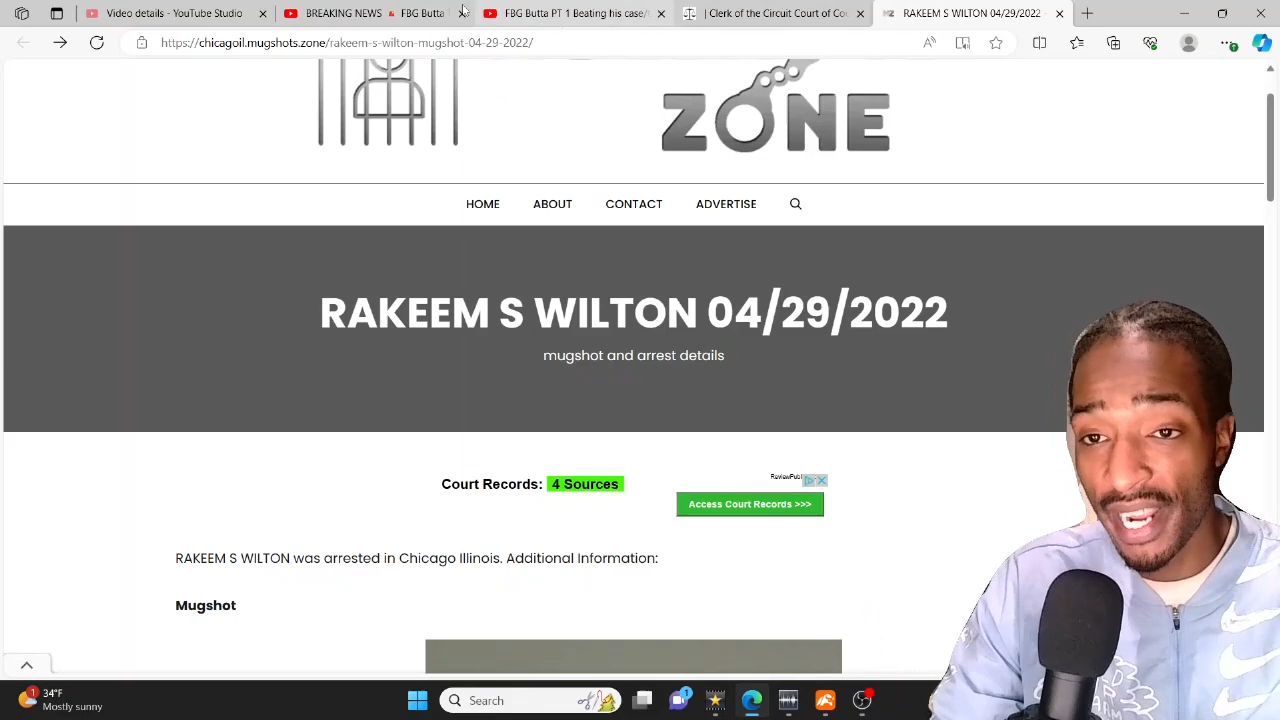 Video details - YouTube Studio
BREAKING NEWS FBG Butta
FBG Butta PT 1 Beating his case/t
| Clerk of the Circuit Court of Co
RAKEEM S WILTON 04/29/2022 -
https://chicagoil.mugshots.zone/rakeem-s-wilton-mugshot-04-29-2022/
ZONE
HOME ABOUT CONTACT ADVERTISE
RAKEEM S WILTON 04/29/2022
mugshot and arrest details
Court Records: 4 Sources
ReviewPubl
Access Court Records >>>
RAKEEM S WILTON was arrested in Chicago Illinois. Additional Information:
Mugshot
1
34°F
Mostly sunny
Search
1